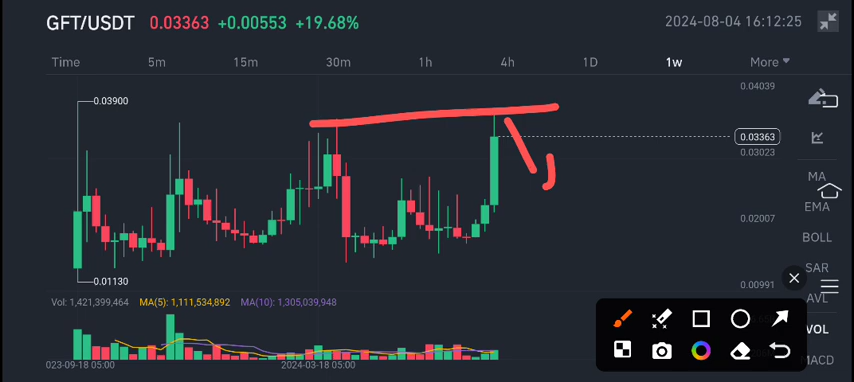 GFT/USDT 0.03363 +0.00553 +19.68% 2024-08-04 16:12:25
Time 5m 15m 30m 1h 4h 1D 1w More
0.04039
0.03900
0.03363
0.03023
MA
EMA
0.02007
BOLL
SAR
0.01130
0.00991
AVL
Vol: 1,421,399,464 MA(5): 1,111,534,892 MA(10): 1,305,039,948
VOL
MACD
023-09-18 05:00 2024-03-18 05:00